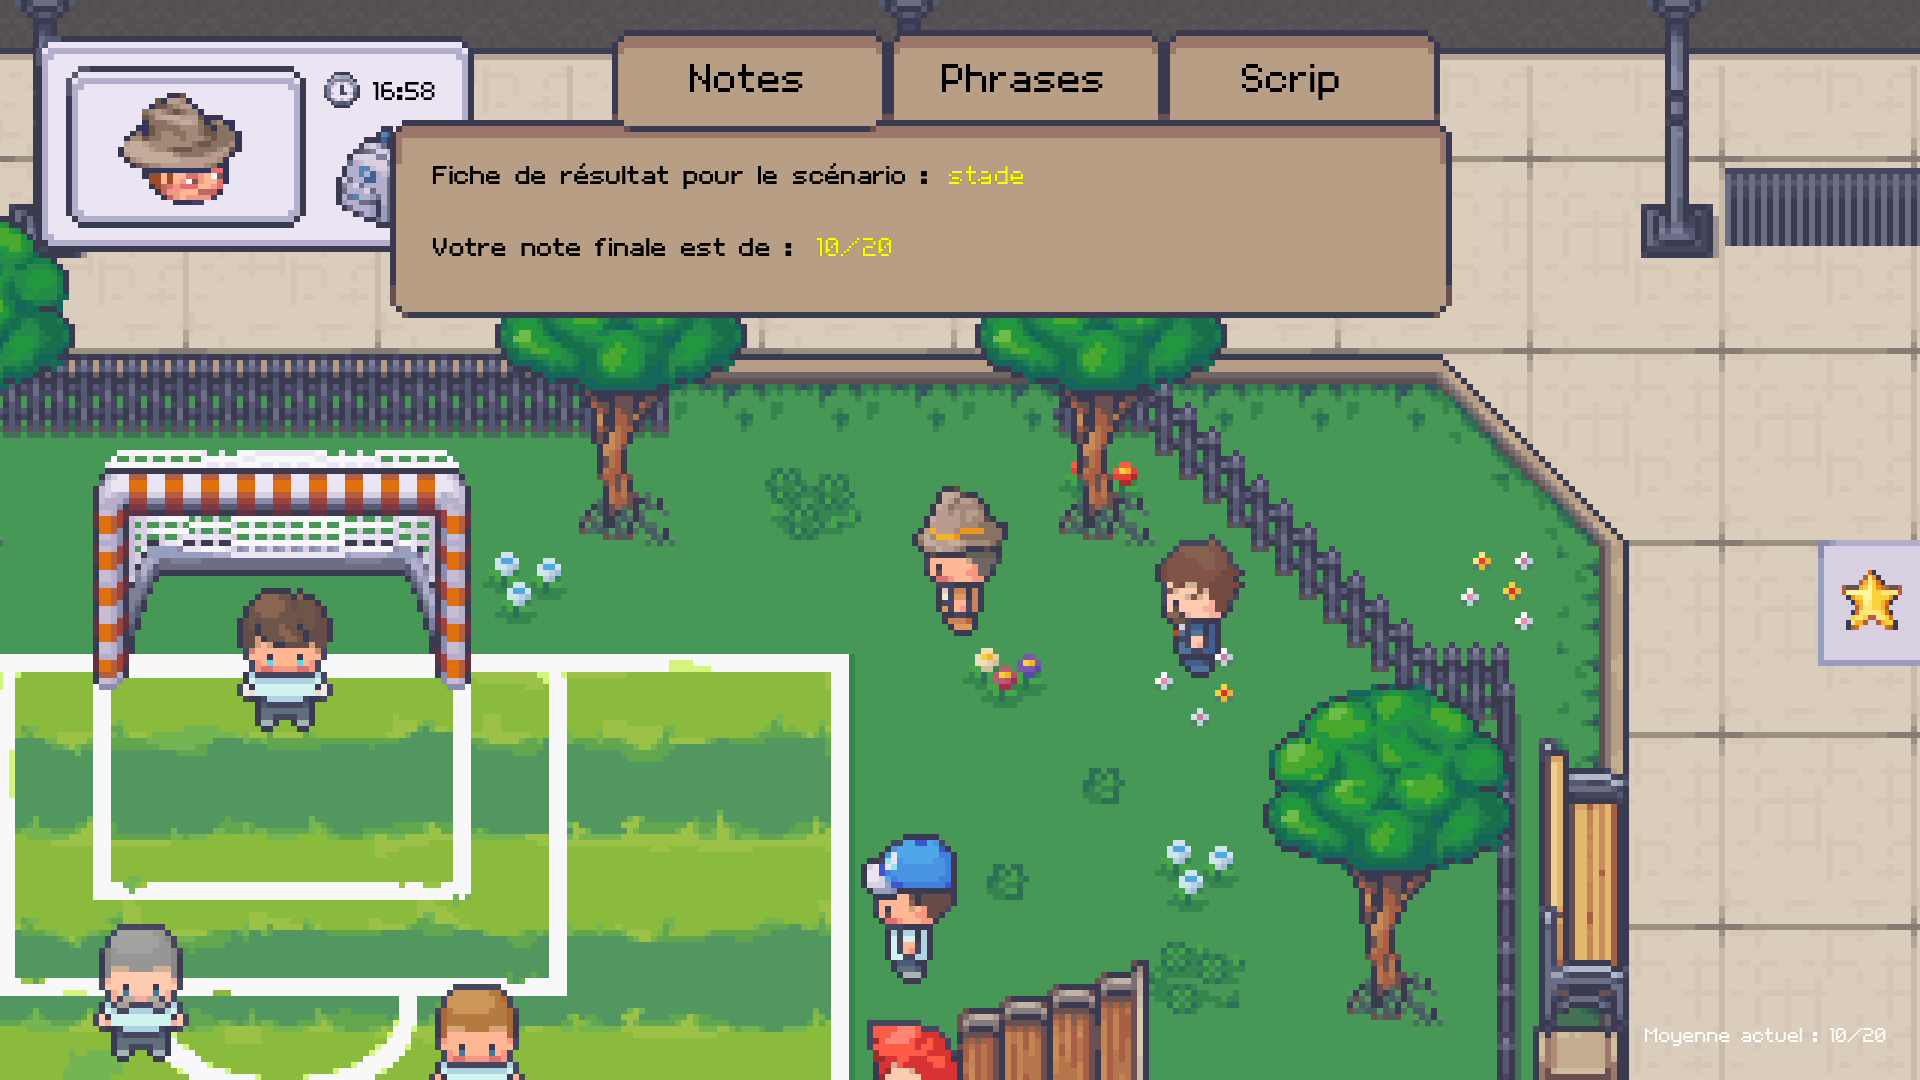 16:58
Notes
Phrases
Scrip
Fiche de résultat pour le scénario : stade
Votre note finale est de : 10/20
Moyenne actuel : 10/20